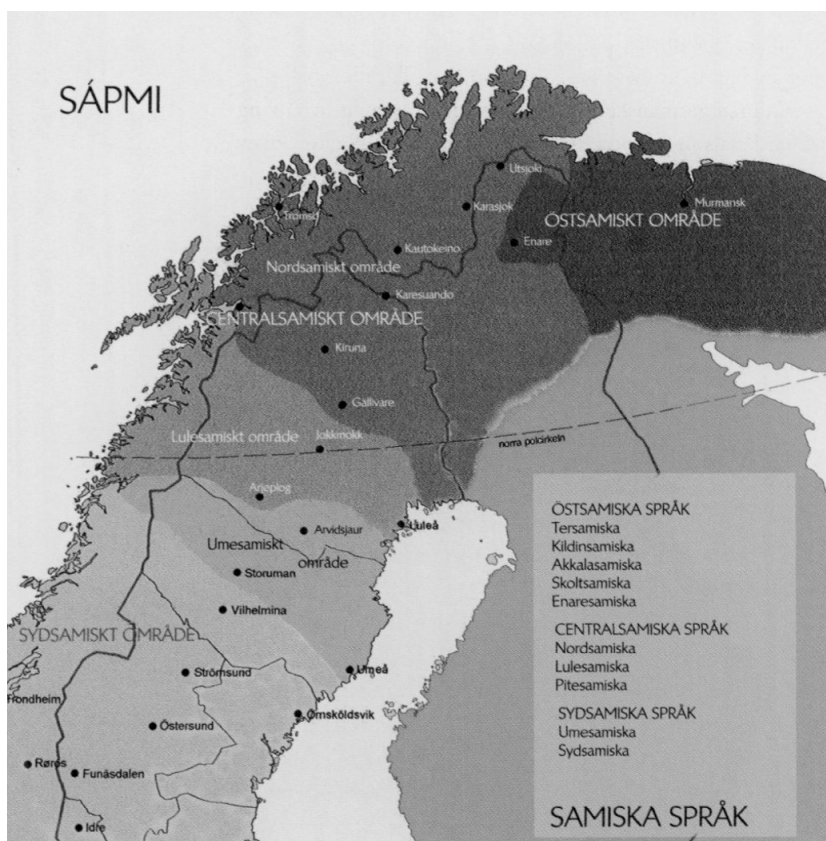 SÁPMI
Utsjoki
Tromsö
Karasjok
Murmansk
ÖSTSAMISKT OMRÅDE
Enare
Kautokeino
Nordsamiskt område
Karesuando
CENTRALSAMISKT OMRÅDE
Kiruna
Gällivare
Lulesamiskt område
Jokkmokk
norra polcirkeln
Arjeplog
Arvidsjaur
Luleå
Umesamiskt
område
Storuman
Vilhelmina
SYDSAMISKT OMRÅDE
Strömsund
Umeå
Trondheim
Örnsköldsvik
Östersund
Røros
Funäsdalen
Idre
ÖSTSAMISKA SPRÅK
Tersamiska
Kildinsamiska
Akkalasamiska
Skoltsamiska
Enaresamiska
CENTRALSAMISKA SPRÅK
Nordsamiska
Lulesamiska
Pitesamiska
SYDSAMISKA SPRÅK
Umesamiska
Sydsamiska
SAMISKA SPRÅK